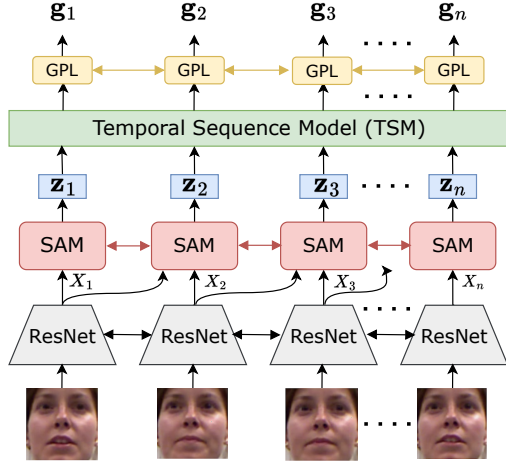 g1 g2 g3 .... gn
GPL GPL GPL GPL
....
Temporal Sequence Model (TSM)
z1 z2 z3 .... zn
SAM SAM SAM SAM
X1 X2 X3 Xn
....
ResNet ResNet ResNet ResNet
....